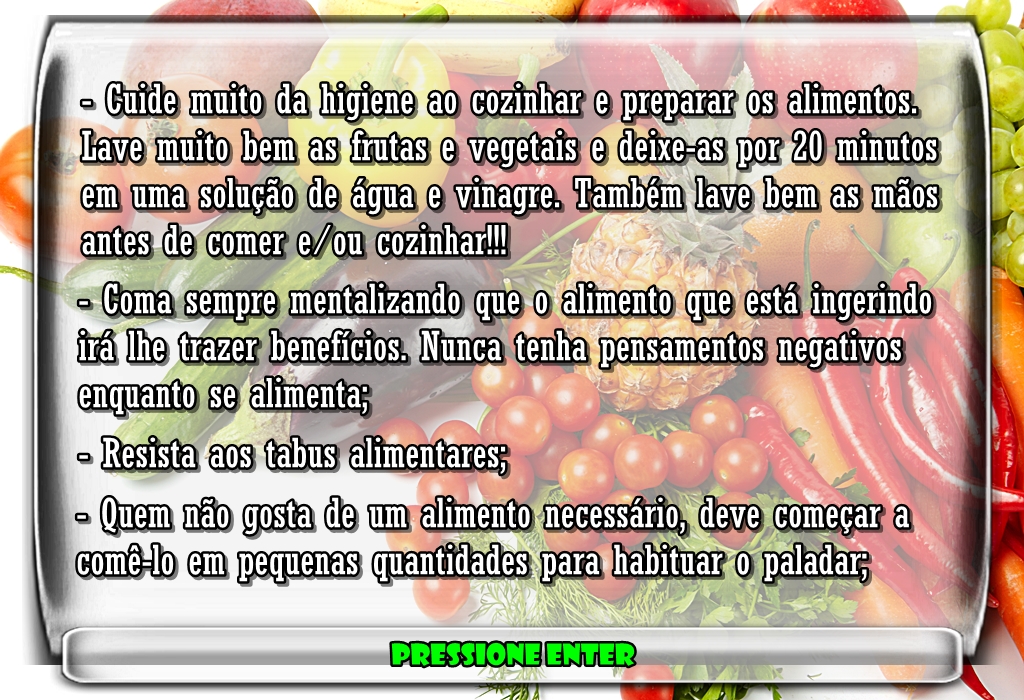 - Cuide muito da higiene ao cozinhar e preparar os alimentos.
Lave muito bem as frutas e vegetais e deixe-as por 20 minutos
em uma solução de água e vinagre. Também lave bem as mãos
antes de comer e/ou cozinhar!!!
- Coma sempre mentalizando que o alimento que está ingerindo
irá lhe trazer benefícios. Nunca tenha pensamentos negativos
enquanto se alimenta;
- Resista aos tabus alimentares;
- Quem não gosta de um alimento necessário, deve começar a
comê-lo em pequenas quantidades para habituar o paladar;
PRESSIONE ENTER